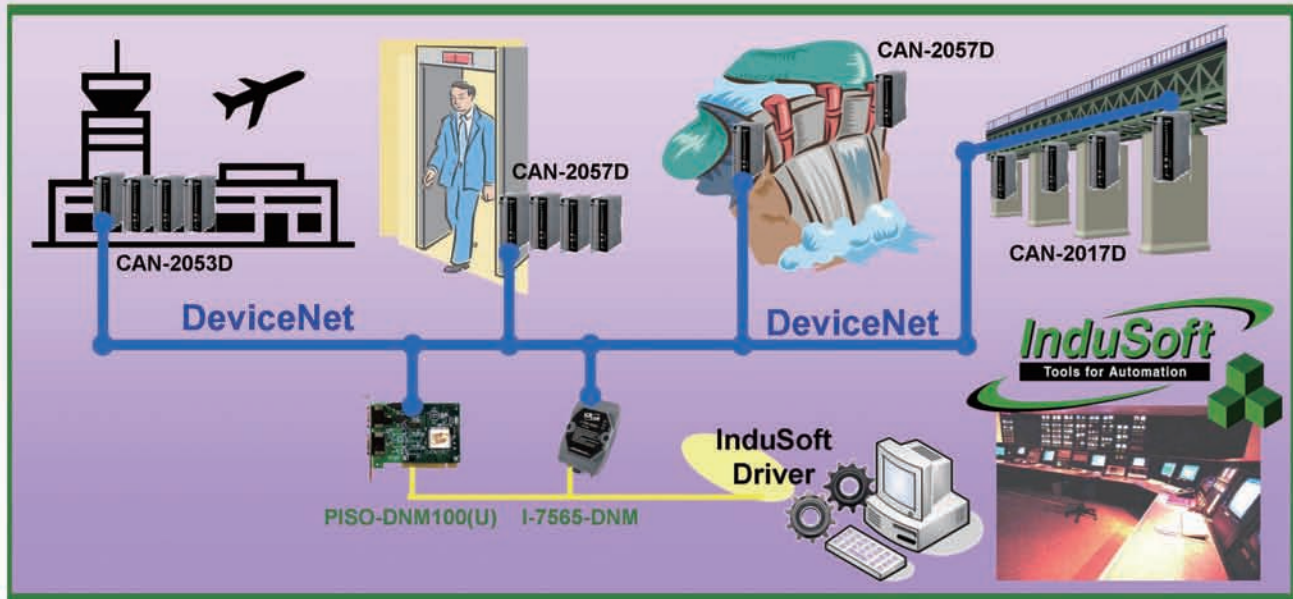 CAN-2053D
CAN-2057D
CAN-2057D
CAN-2017D
DeviceNet
DeviceNet
InduSoft
Tools for Automation
PISO-DNM100(U)
I-7565-DNM
InduSoft
Driver